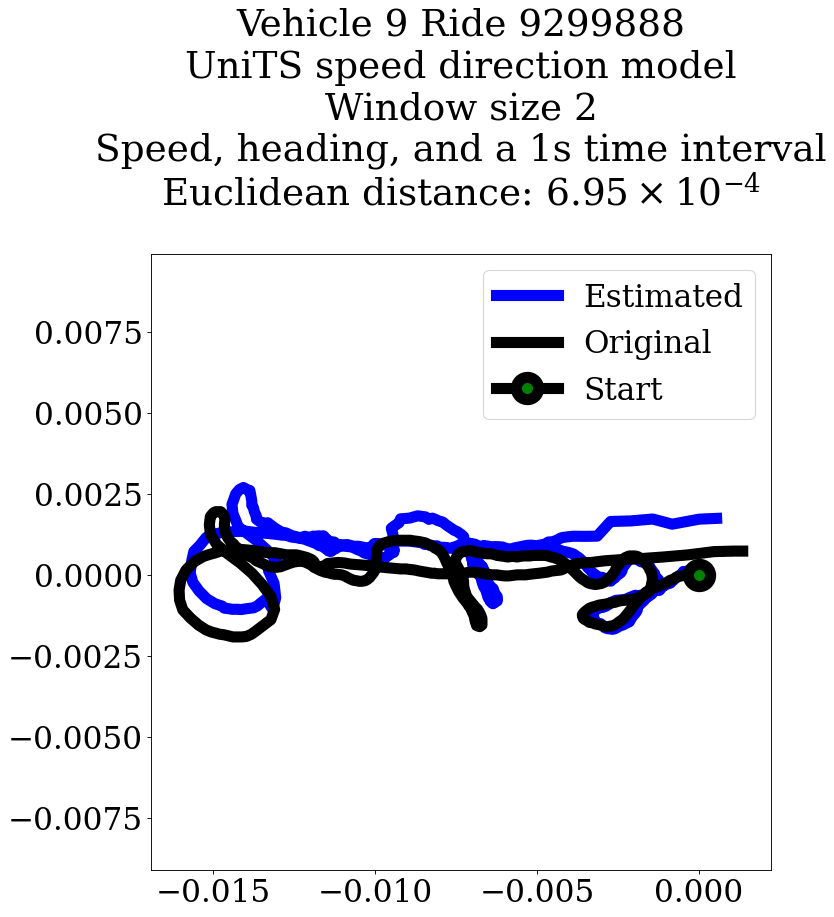 Vehicle 9 Ride 9299888
UniTS speed direction model
Window size 2
Speed, heading, and a 1s time interval
Euclidean distance: 6.95 × 10⁻⁴
Estimated
Original
Start
0.0075
0.0050
0.0025
0.0000
−0.0025
−0.0050
−0.0075
−0.015 −0.010 −0.005 0.000